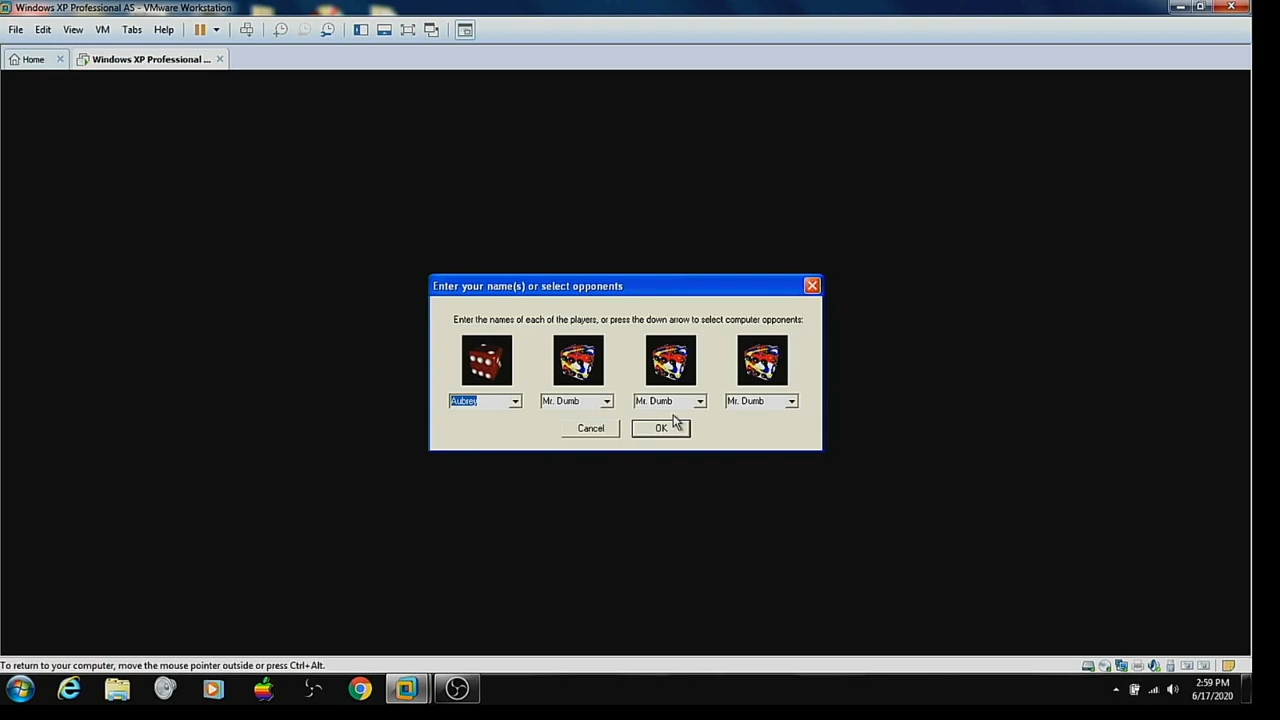 Windows XP Professional AS - VMware Workstation
File Edit View VM Tabs Help
Home Windows XP Professional ...
Enter your name(s) or select opponents
Enter the names of each of the players, or press the down arrow to select computer opponents:
Aubrey Mr. Dumb Mr. Dumb Mr. Dumb
Cancel OK
To return to your computer, move the mouse pointer outside or press Ctrl+Alt.
2:59 PM
6/17/2020